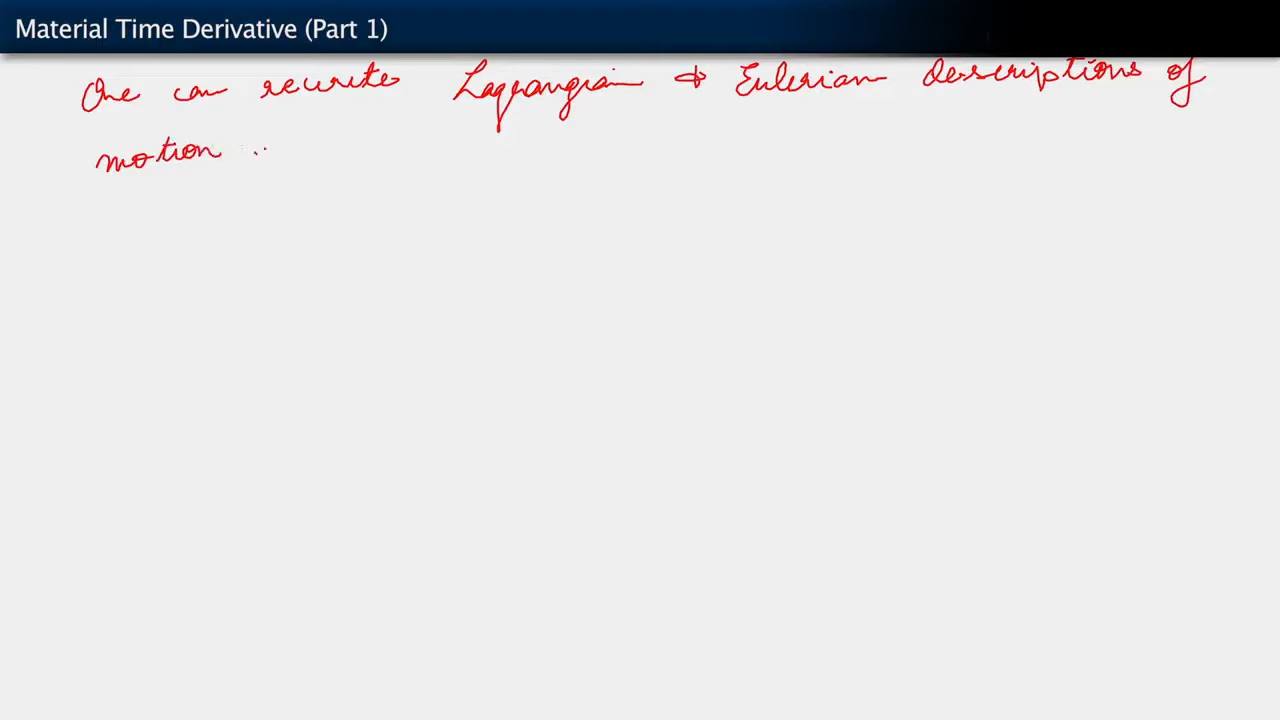 Material Time Derivative (Part 1)
One can rewrite Lagrangian & Eulerian descriptions of
motion